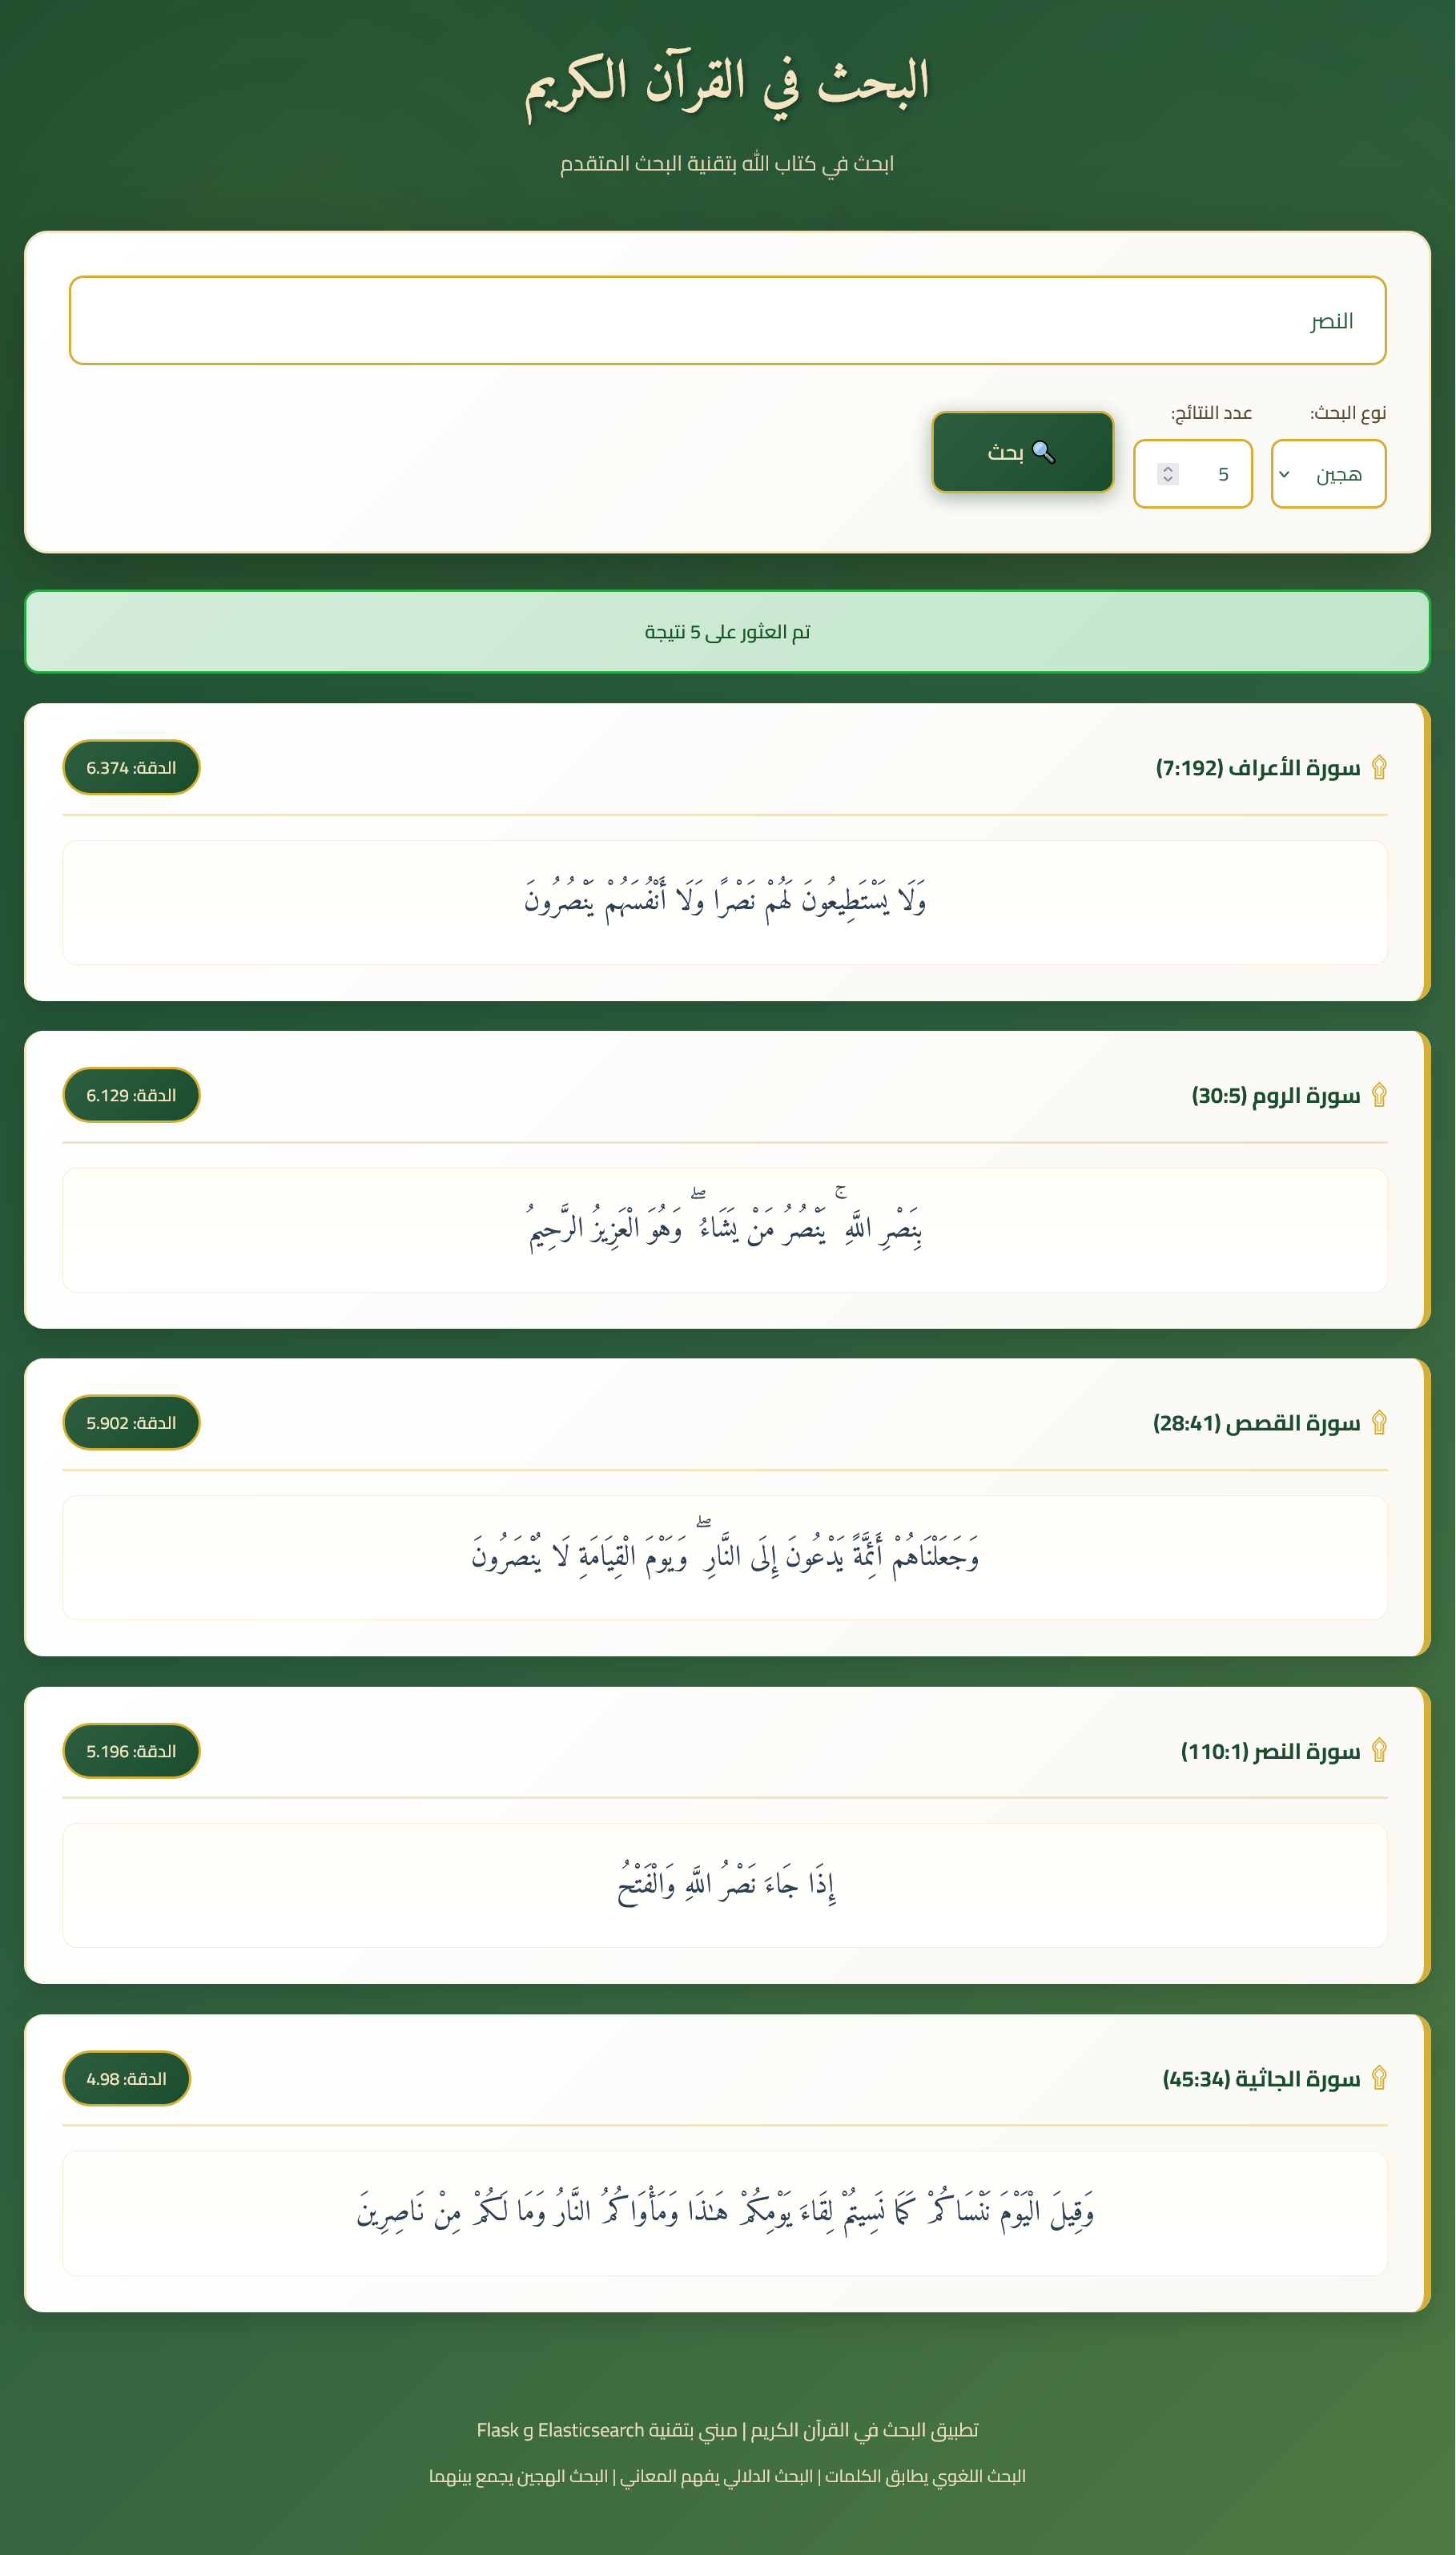 البحث في القرآن الكريم
ابحث في كتاب الله بتقنية البحث المتقدم
النصر
نوع البحث:
عدد النتائج:
هجين
5
🔍 بحث
تم العثور على 5 نتيجة
۩ سورة الأعراف (7:192)
الدقة: 6.374
وَلَا يَسْتَطِيعُونَ لَهُمْ نَصْرًا وَلَا أَنْفُسَهُمْ يَنْصُرُونَ
۩ سورة الروم (30:5)
الدقة: 6.129
بِنَصْرِ اللَّهِ ۚ يَنْصُرُ مَنْ يَشَاءُ ۖ وَهُوَ الْعَزِيزُ الرَّحِيمُ
۩ سورة القصص (28:41)
الدقة: 5.902
وَجَعَلْنَاهُمْ أَئِمَّةً يَدْعُونَ إِلَى النَّارِ ۖ وَيَوْمَ الْقِيَامَةِ لَا يُنْصَرُونَ
۩ سورة النصر (110:1)
الدقة: 5.196
إِذَا جَاءَ نَصْرُ اللَّهِ وَالْفَتْحُ
۩ سورة الجاثية (45:34)
الدقة: 4.98
وَقِيلَ الْيَوْمَ نَنْسَاكُمْ كَمَا نَسِيتُمْ لِقَاءَ يَوْمِكُمْ هَٰذَا وَمَأْوَاكُمُ النَّارُ وَمَا لَكُمْ مِنْ نَاصِرِينَ
تطبيق البحث في القرآن الكريم | مبني بتقنية Elasticsearch و Flask
البحث اللغوي يطابق الكلمات | البحث الدلالي يفهم المعاني | البحث الهجين يجمع بينهما